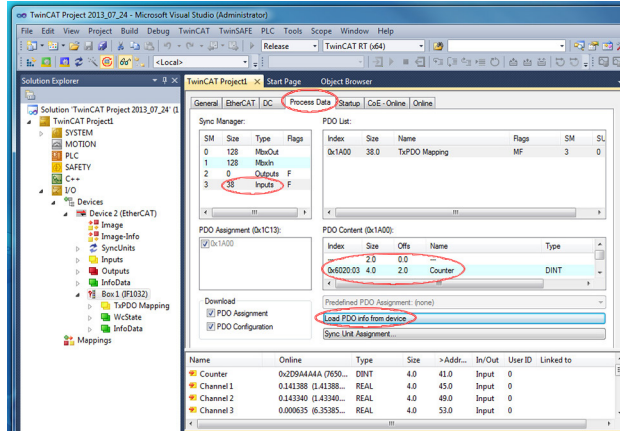 TwinCAT Project 2013_07_24 - Microsoft Visual Studio (Administrator)
File Edit View Project Build Debug TwinCAT TwinSAFE PLC Tools Scope Window Help
Release TwinCAT RT (x64)
<Local>
Solution Explorer
TwinCAT Project1 Start Page Object Browser
Solution 'TwinCAT Project 2013_07_24' (1
TwinCAT Project1
SYSTEM
MOTION
PLC
SAFETY
C++
I/O
Devices
Device 2 (EtherCAT)
Image
Image-Info
SyncUnits
Inputs
Outputs
InfoData
Box 1 (IF1032)
TxPDO Mapping
WcState
InfoData
Mappings
General EtherCAT DC Process Data Startup CoE - Online Online
Sync Manager:
SM Size Type Flags
0 128 MbxOut
1 128 MbxIn
2 0 Outputs F
3 38 Inputs F
PDO List:
Index Size Name Flags SM SU
0x1A00 38.0 TxPDO Mapping MF 3 0
PDO Assignment (0x1C13):
0x1A00
PDO Content (0x1A00):
Index Size Offs Name Type
--- 2.0 0.0 ---
0x6020:03 4.0 2.0 Counter DINT
Download
PDO Assignment
PDO Configuration
Predefined PDO Assignment: (none)
Load PDO info from device
Sync Unit Assignment...
Name Online Type Size >Addr... In/Out User ID Linked to
Counter 0x2D9A4A4A (7650... DINT 4.0 41.0 Input 0
Channel 1 0.141388 (1.41388... REAL 4.0 45.0 Input 0
Channel 2 0.143340 (1.43340... REAL 4.0 49.0 Input 0
Channel 3 0.000635 (6.35385... REAL 4.0 53.0 Input 0